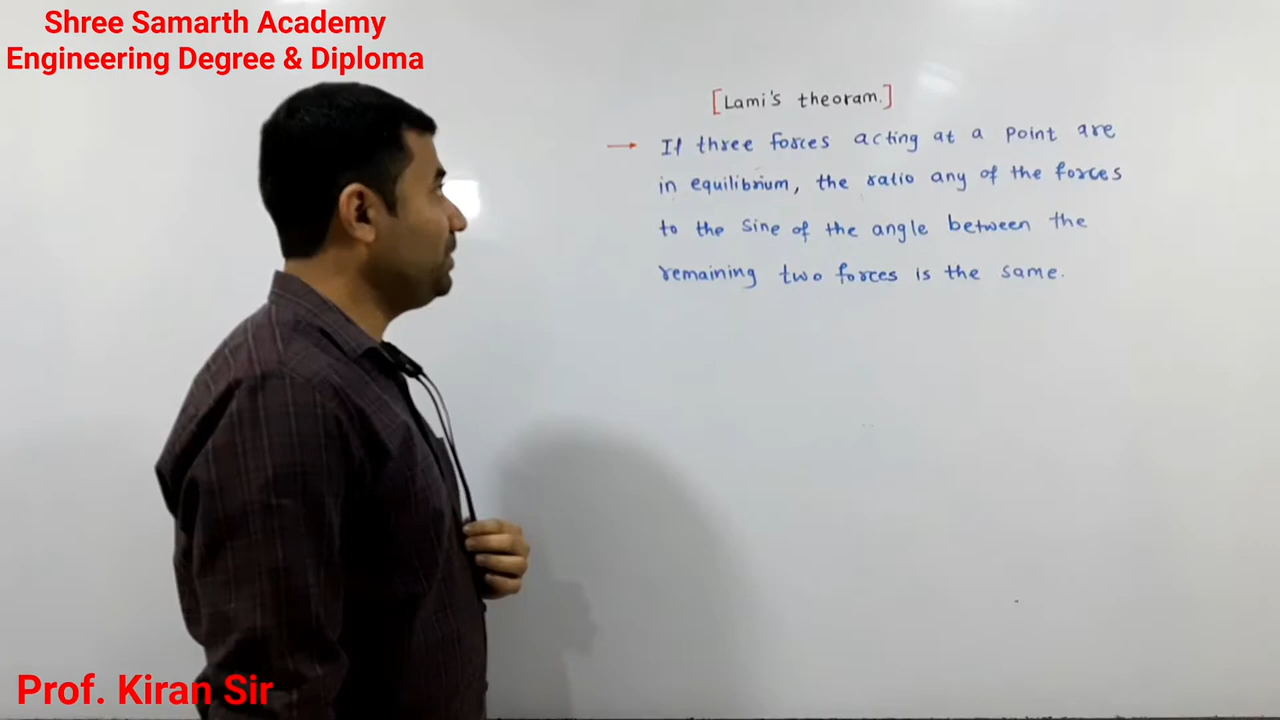 Shree Samarth Academy
Engineering Degree & Diploma
[Lami's theoram.]
→ If three forces acting at a point are
in equilibrium, the ratio any of the forces
to the sine of the angle between the
remaining two forces is the same.
Prof. Kiran Sir